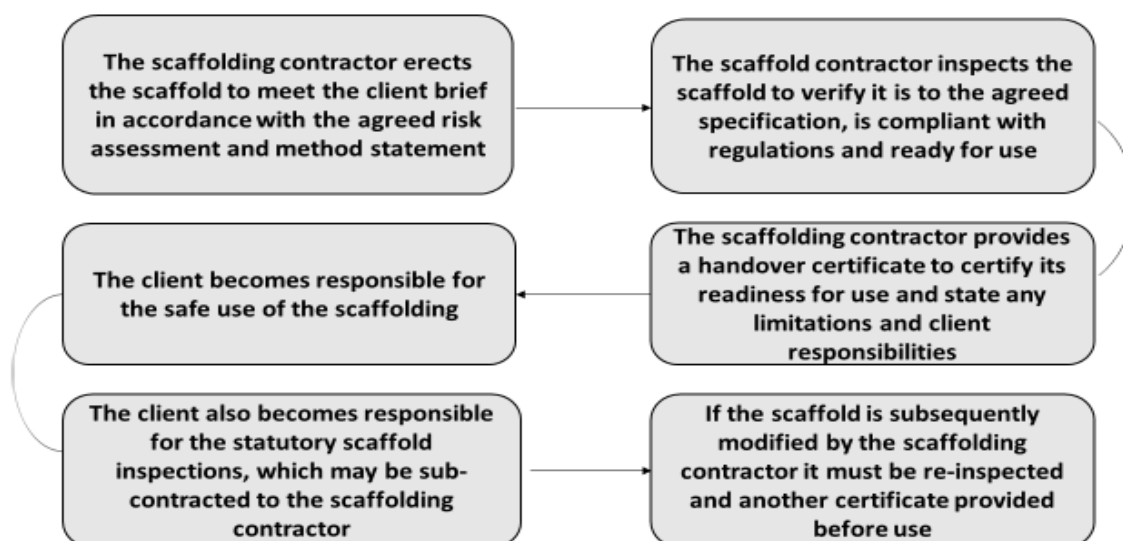 The scaffolding contractor erects
the scaffold to meet the client brief
in accordance with the agreed risk
assessment and method statement
The scaffold contractor inspects the
scaffold to verify it is to the agreed
specification, is compliant with
regulations and ready for use
The scaffolding contractor provides
a handover certificate to certify its
readiness for use and state any
limitations and client
responsibilities
The client becomes responsible for
the safe use of the scaffolding
The client also becomes responsible
for the statutory scaffold
inspections, which may be sub-
contracted to the scaffolding
contractor
If the scaffold is subsequently
modified by the scaffolding
contractor it must be re-inspected
and another certificate provided
before use